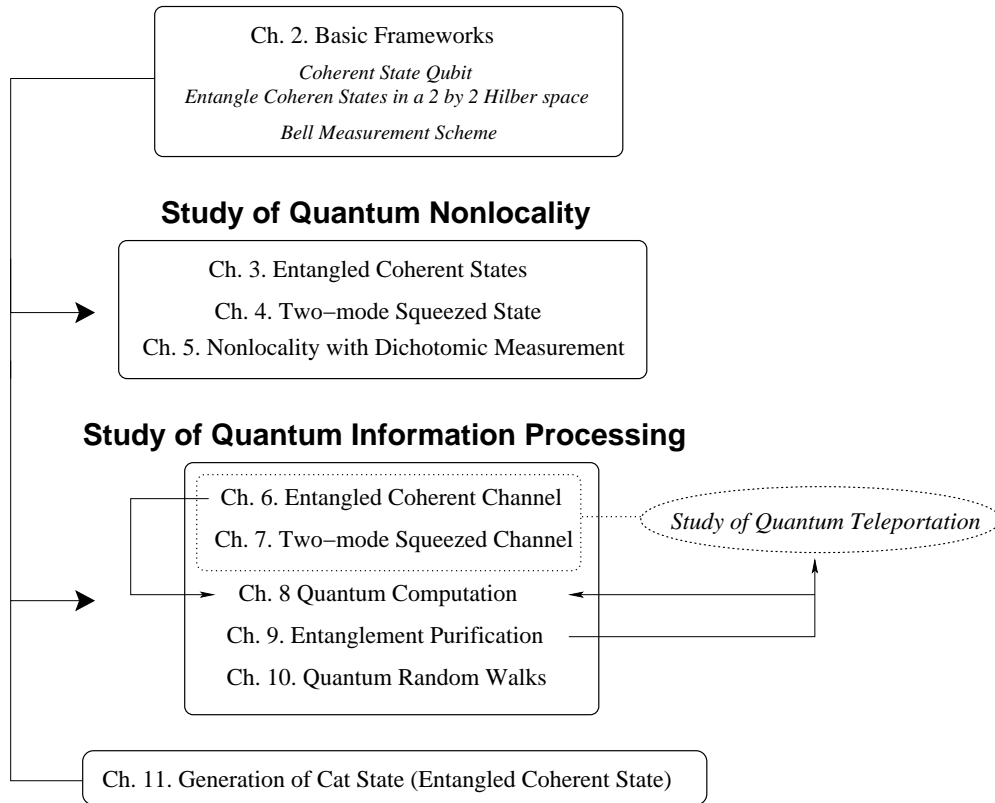 Ch. 2. Basic Frameworks
Coherent State Qubit
Entangle Coheren States in a 2 by 2 Hilber space
Bell Measurement Scheme
Study of Quantum Nonlocality
Ch. 3. Entangled Coherent States
Ch. 4. Two−mode Squeezed State
Ch. 5. Nonlocality with Dichotomic Measurement
Study of Quantum Information Processing
Ch. 6. Entangled Coherent Channel
Ch. 7. Two−mode Squeezed Channel
Study of Quantum Teleportation
Ch. 8 Quantum Computation
Ch. 9. Entanglement Purification
Ch. 10. Quantum Random Walks
Ch. 11. Generation of Cat State (Entangled Coherent State)